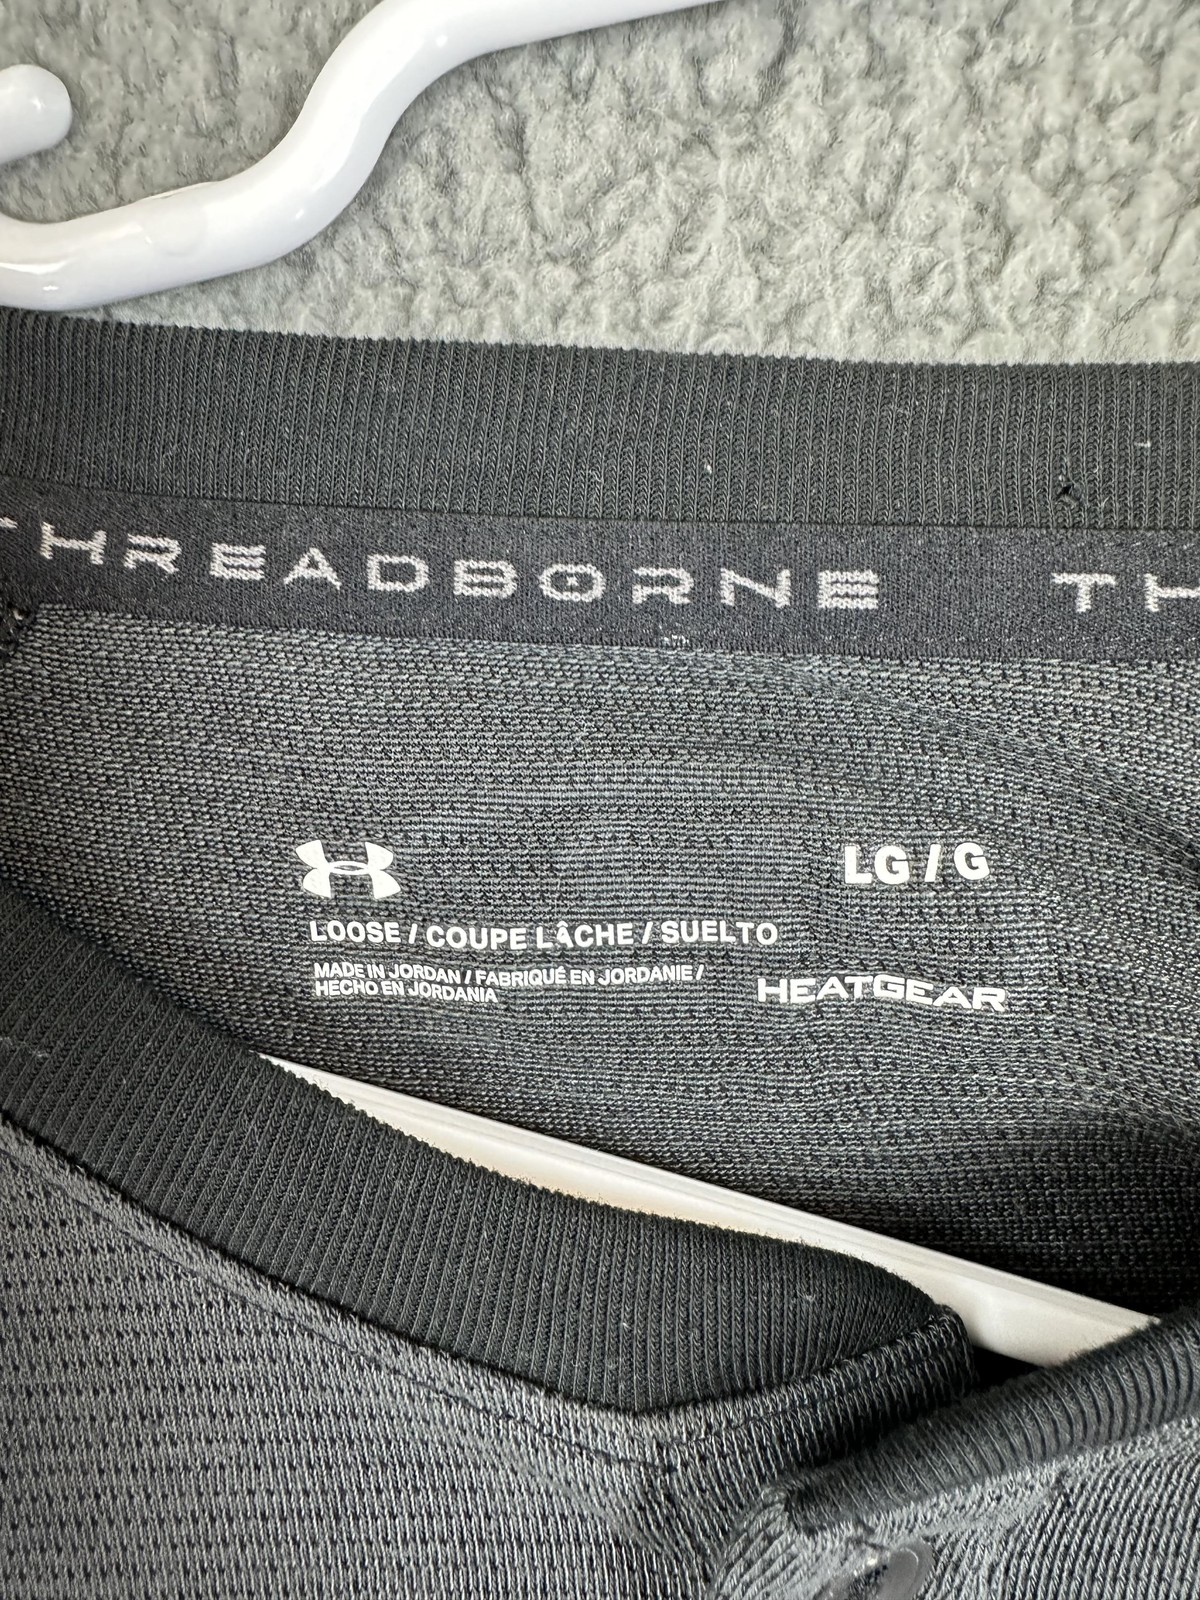 THREADBORNE TH
LG / G
LOOSE / COUPE LÂCHE / SUELTO
MADE IN JORDAN / FABRIQUÉ EN JORDANIE /
HECHO EN JORDANIA
HEATGEAR